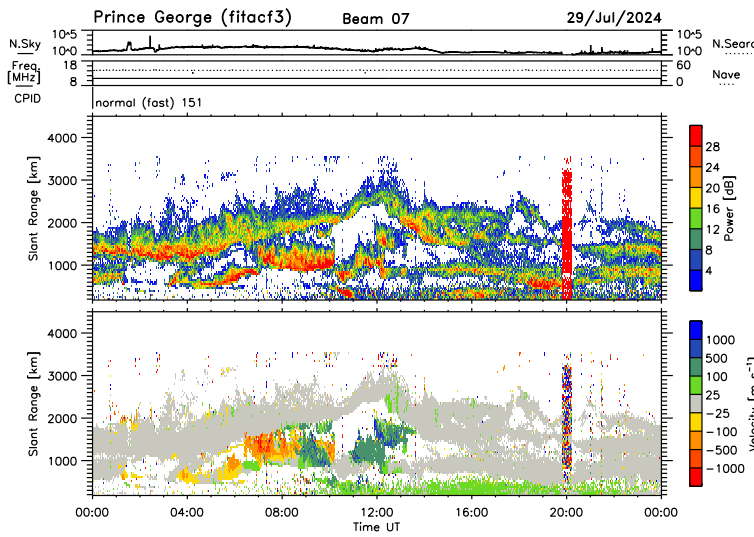 Prince George (fitacf3) Beam 07 29/Jul/2024
N.Sky 10^5 10^0 10^5 10^0 N.Sear
Freq. [MHz] 18 8 60 0 Nave
CPID normal (fast) 151
Slant Range [km] 4000 3000 2000 1000
Power [dB] 28 24 20 16 12 8 4
Slant Range [km] 4000 3000 2000 1000
1000 500 100 25 -25 -100 -500 -1000
Velocity [m s-1]
00:00 04:00 08:00 12:00 16:00 20:00 00:00
Time UT